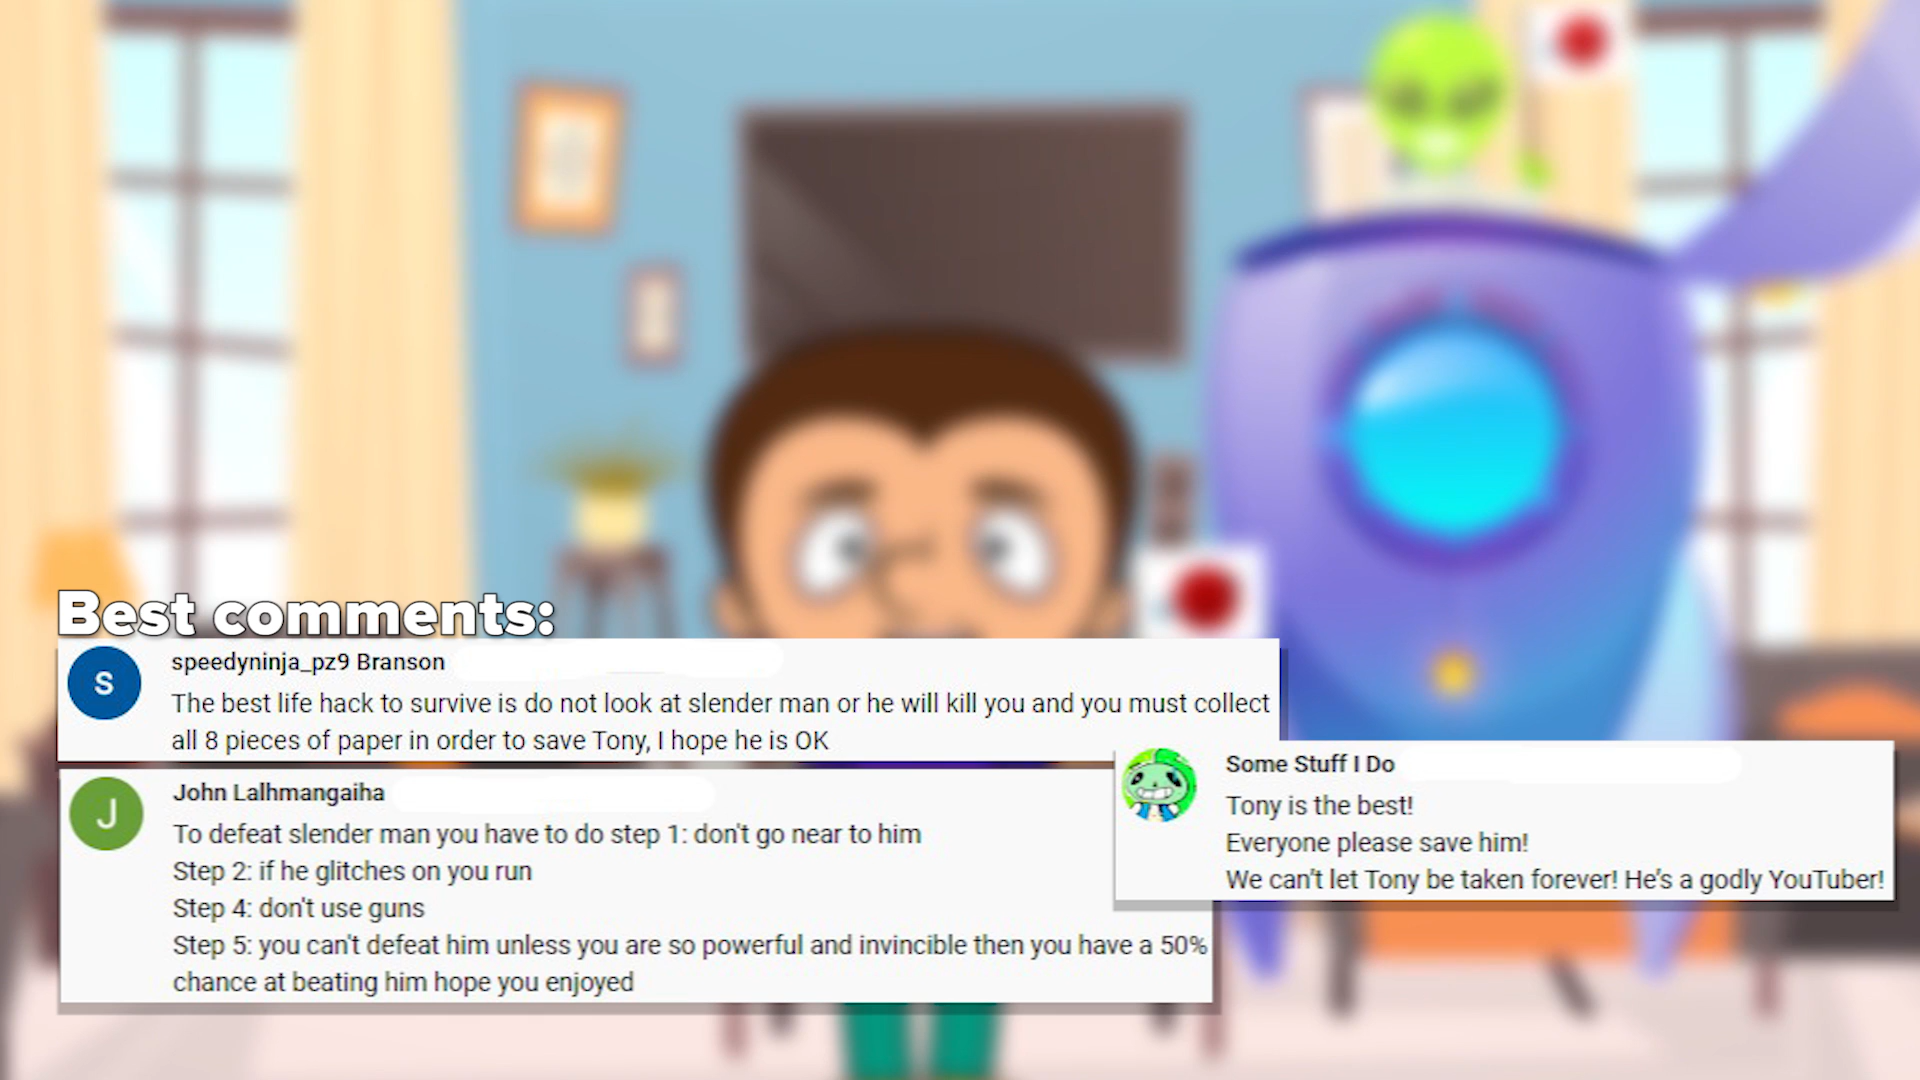 Best comments:
S
speedyninja_pz9 Branson
The best life hack to survive is do not look at slender man or he will kill you and you must collect
all 8 pieces of paper in order to save Tony, I hope he is OK
J
John Lalhmangaiha
To defeat slender man you have to do step 1: don't go near to him
Step 2: if he glitches on you run
Step 4: don't use guns
Step 5: you can't defeat him unless you are so powerful and invincible then you have a 50%
chance at beating him hope you enjoyed
Some Stuff I Do
Tony is the best!
Everyone please save him!
We can't let Tony be taken forever! He's a godly YouTuber!